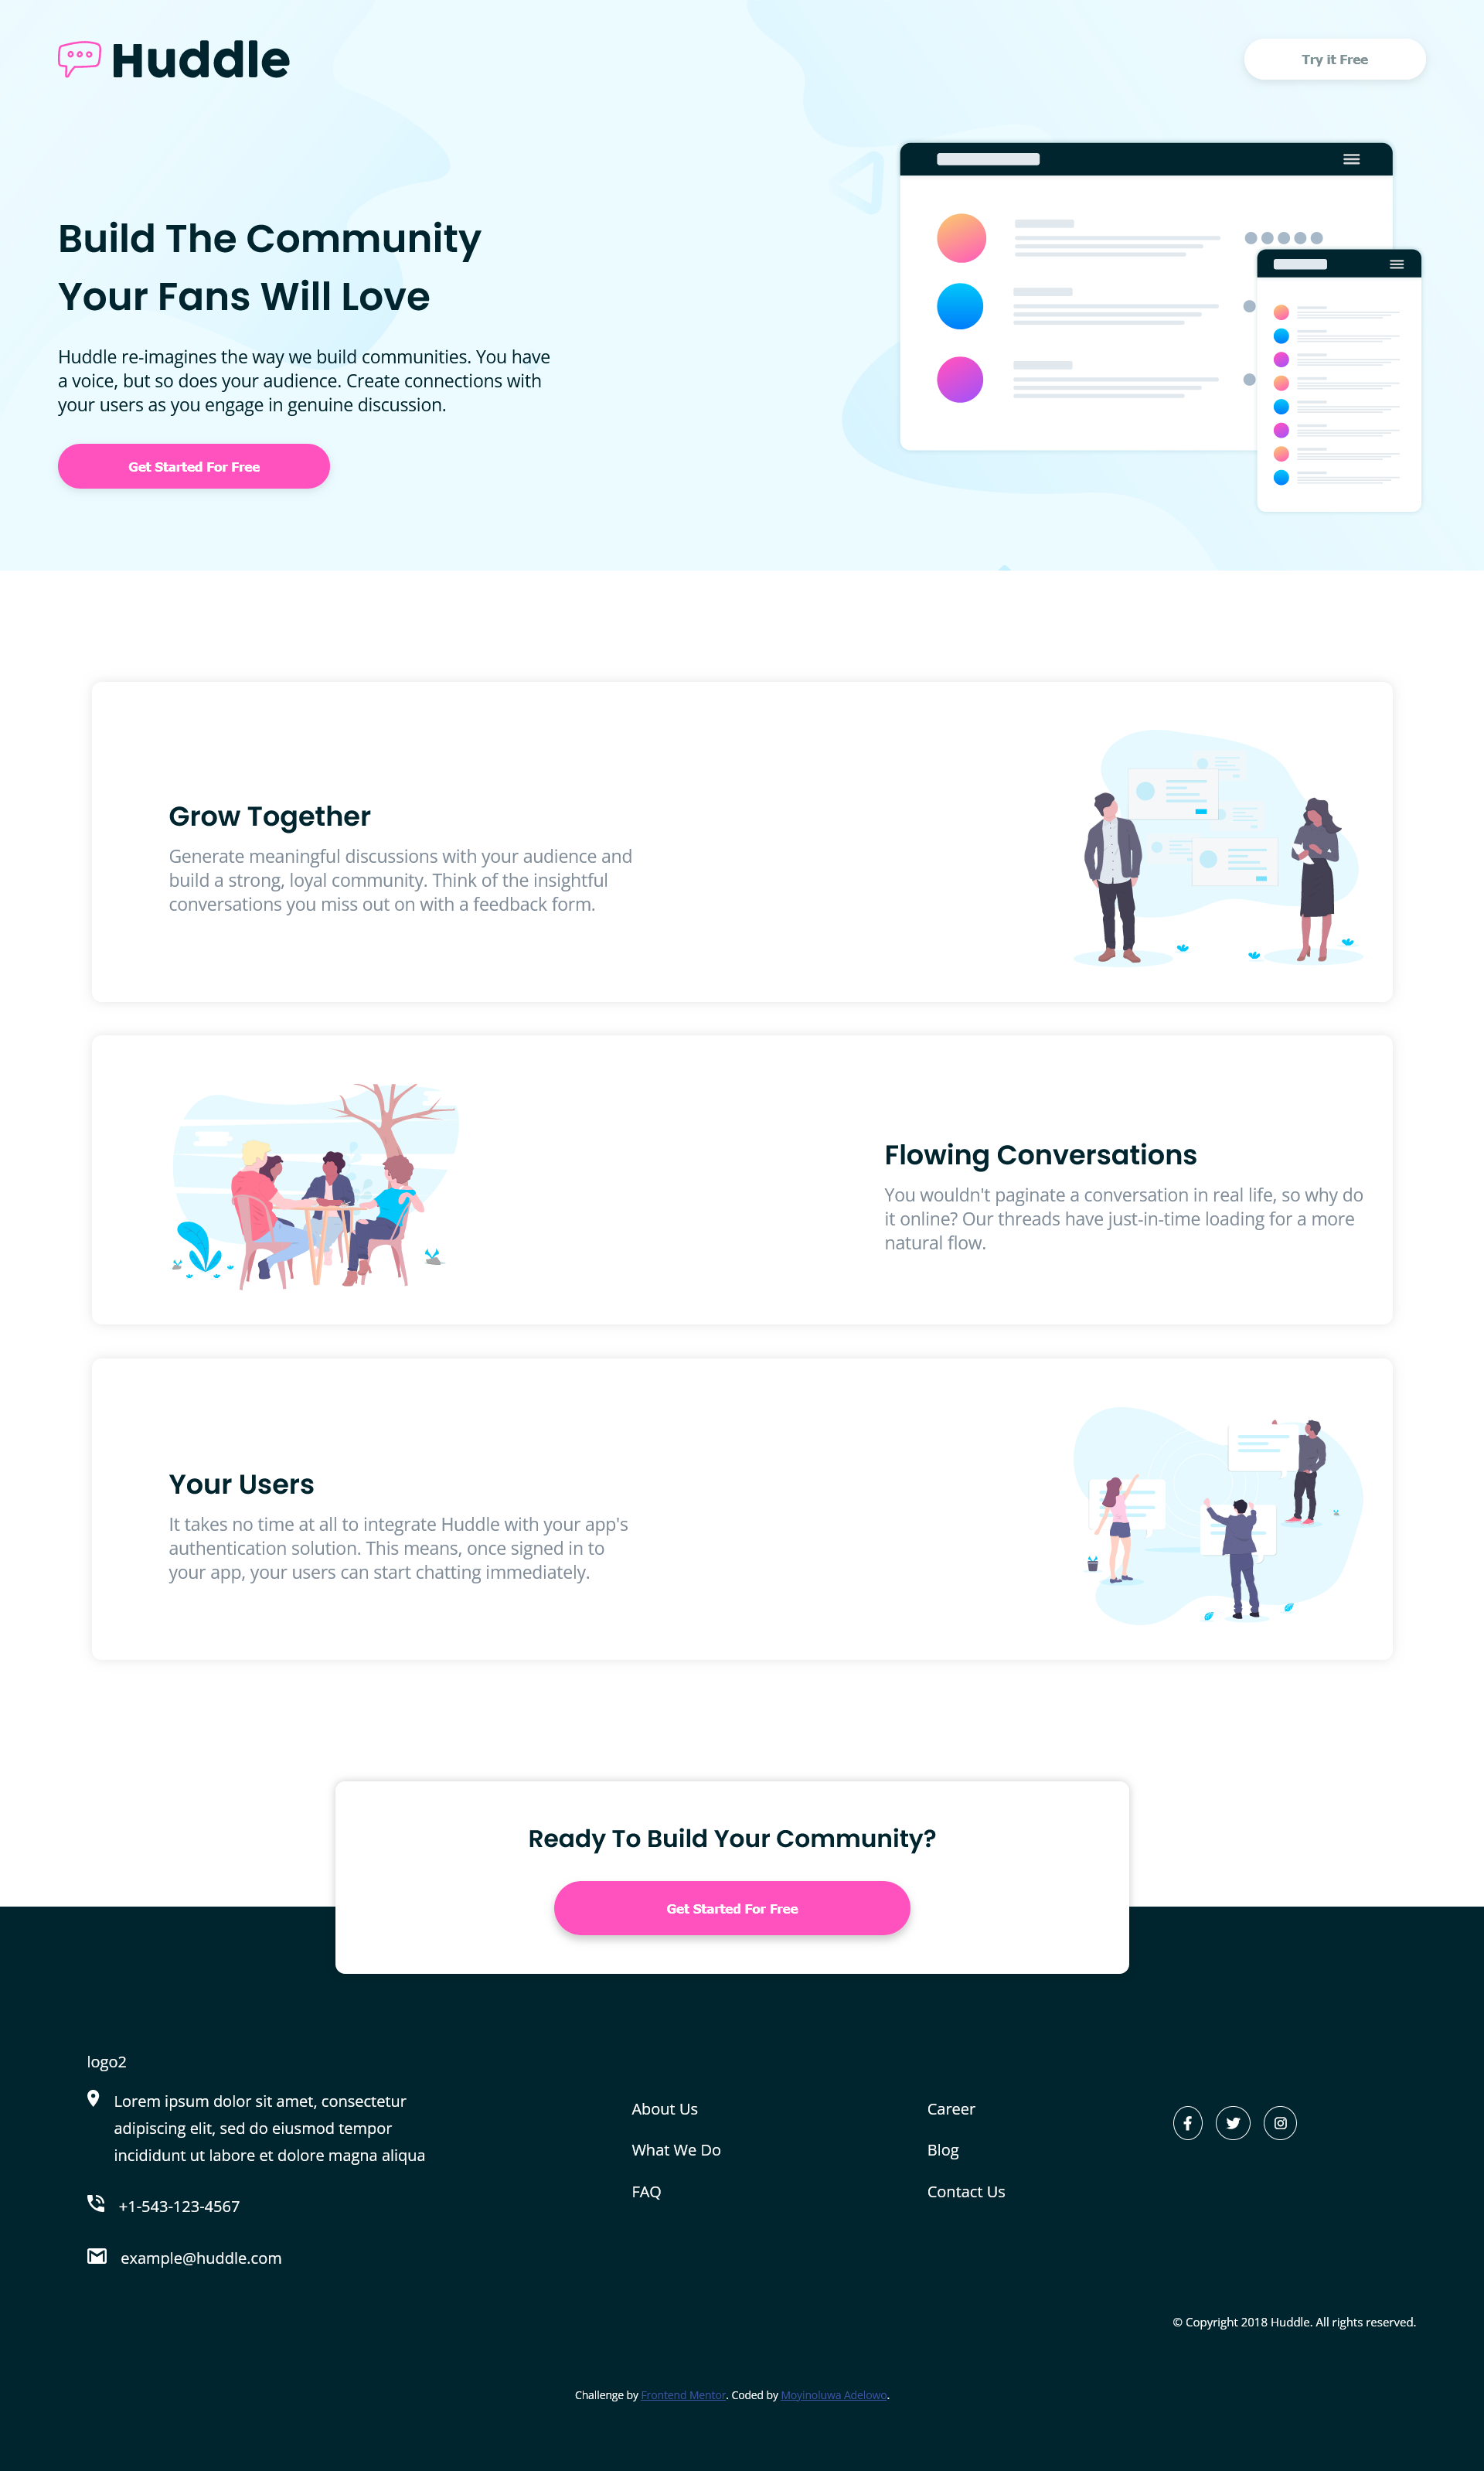 Huddle
Try it Free
Build The Community
Your Fans Will Love
Huddle re-imagines the way we build communities. You have
a voice, but so does your audience. Create connections with
your users as you engage in genuine discussion.
Get Started For Free
Grow Together
Generate meaningful discussions with your audience and
build a strong, loyal community. Think of the insightful
conversations you miss out on with a feedback form.
Flowing Conversations
You wouldn't paginate a conversation in real life, so why do
it online? Our threads have just-in-time loading for a more
natural flow.
Your Users
It takes no time at all to integrate Huddle with your app's
authentication solution. This means, once signed in to
your app, your users can start chatting immediately.
Ready To Build Your Community?
Get Started For Free
logo2
Lorem ipsum dolor sit amet, consectetur
adipiscing elit, sed do eiusmod tempor
incididunt ut labore et dolore magna aliqua
+1-543-123-4567
example@huddle.com
About Us
What We Do
FAQ
Career
Blog
Contact Us
© Copyright 2018 Huddle. All rights reserved.
Challenge by Frontend Mentor. Coded by Moyinoluwa Adelowo.